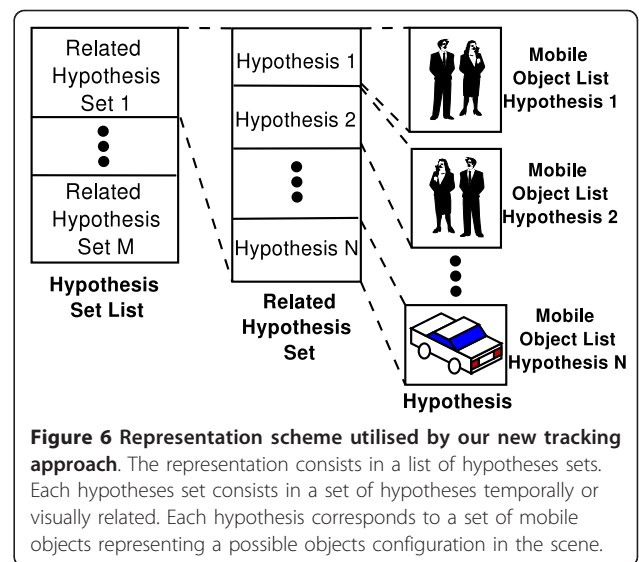 Related
Hypothesis
Set 1
Related
Hypothesis
Set M
Hypothesis
Set List
Hypothesis 1
Hypothesis 2
Hypothesis N
Related
Hypothesis
Set
Mobile
Object List
Hypothesis 1
Mobile
Object List
Hypothesis 2
Mobile
Object List
Hypothesis N
Hypothesis
Figure 6 Representation scheme utilised by our new tracking
approach. The representation consists in a list of hypotheses sets.
Each hypotheses set consists in a set of hypotheses temporally or
visually related. Each hypothesis corresponds to a set of mobile
objects representing a possible objects configuration in the scene.